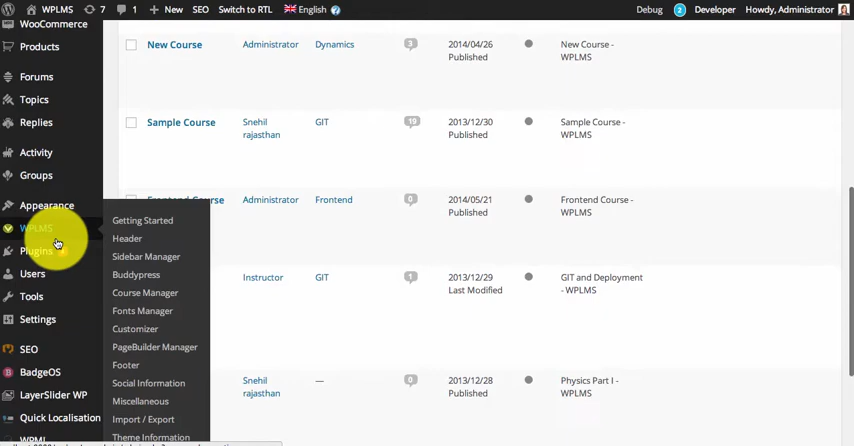 WPLMS 7 1 New SEO Switch to RTL English Debug 2 Developer Howdy, Administrator
WooCommerce
Products
Forums
Topics
Replies
Activity
Groups
Appearance
WPLMS
Plugins
Users
Tools
Settings
SEO
BadgeOS
LayerSlider WP
Quick Localisation
WPML
Getting Started
Header
Sidebar Manager
Buddypress
Course Manager
Fonts Manager
Customizer
PageBuilder Manager
Footer
Social Information
Miscellaneous
Import / Export
Theme Information
New Course Administrator Dynamics 3 2014/04/26 New Course -
Published WPLMS
Sample Course Snehil GIT 19 2013/12/30 Sample Course -
rajasthan Published WPLMS
Course Administrator Frontend 0 2014/05/21 Frontend Course -
Published WPLMS
Instructor GIT 1 2013/12/29 GIT and Deployment
Last Modified - WPLMS
Snehil — 0 2013/12/28 Physics Part I -
rajasthan Published WPLMS